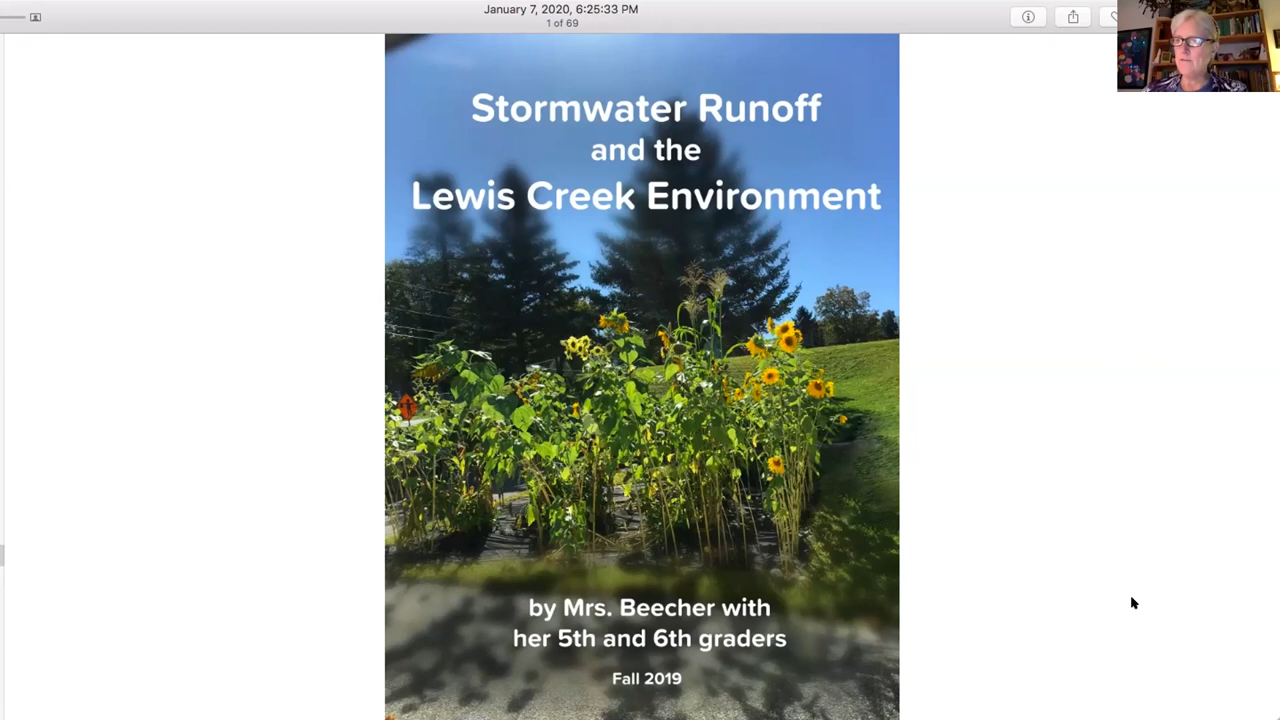 January 7, 2020, 6:25:33 PM
1 of 69
Stormwater Runoff
and the
Lewis Creek Environment
by Mrs. Beecher with
her 5th and 6th graders
Fall 2019